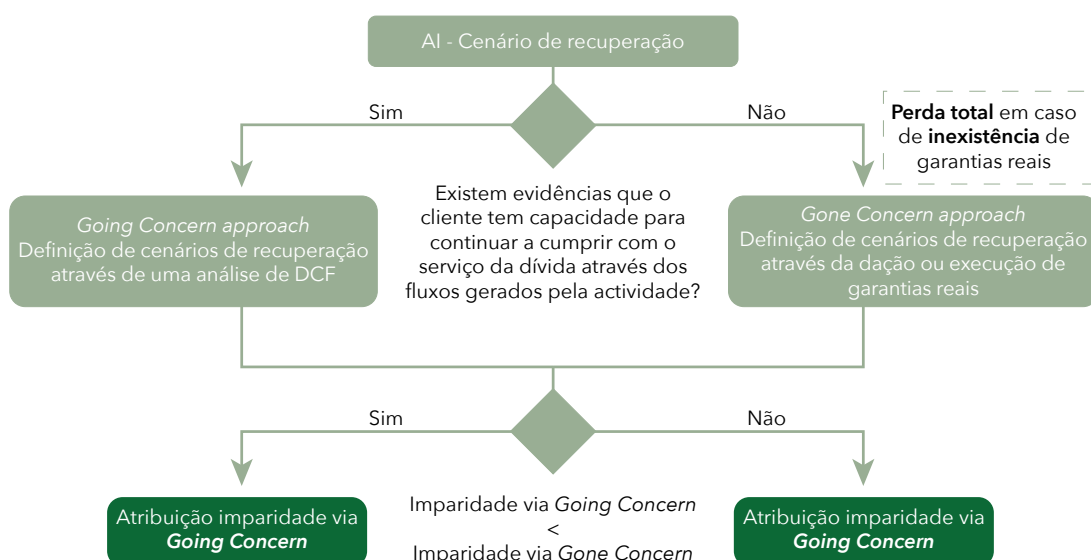 AI - Cenário de recuperação
Sim
Não
Perda total em caso
de inexistência de
garantias reais
Going Concern approach
Definição de cenários de recuperação
através de uma análise de DCF
Existem evidências que o
cliente tem capacidade para
continuar a cumprir com o
serviço da dívida através dos
fluxos gerados pela actividade?
Gone Concern approach
Definição de cenários de recuperação
através da dação ou execução de
garantias reais
Sim
Não
Atribuição imparidade via
Going Concern
Imparidade via Going Concern
<
Imparidade via Gone Concern
Atribuição imparidade via
Going Concern